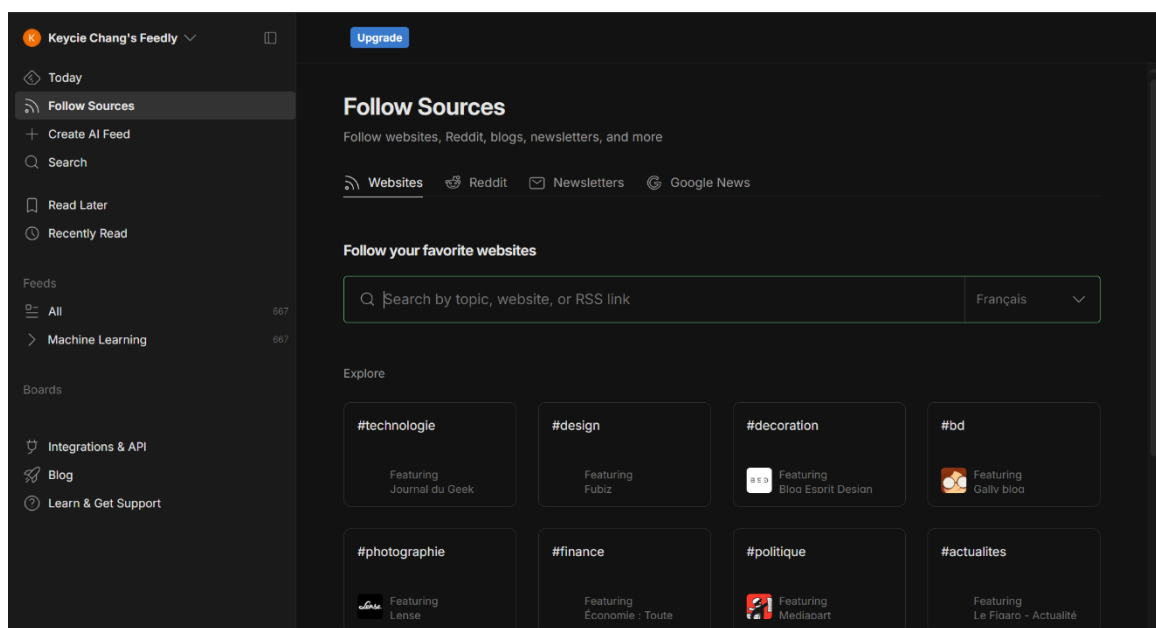 K Keycie Chang's Feedly
Today
Follow Sources
Create AI Feed
Search
Read Later
Recently Read
Feeds
All 667
Machine Learning 667
Boards
Integrations & API
Blog
Learn & Get Support
Upgrade
Follow Sources
Follow websites, Reddit, blogs, newsletters, and more
Websites Reddit Newsletters Google News
Follow your favorite websites
Search by topic, website, or RSS link Français
Explore
#technologie #design #decoration #bd
Featuring Featuring BED Featuring Featuring
Journal du Geek Fubiz Blog Esprit Design Gally blog
#photographie #finance #politique #actualites
Lense Featuring Featuring Featuring Featuring
Lense Économie : Toute Mediapart Le Figaro - Actualité